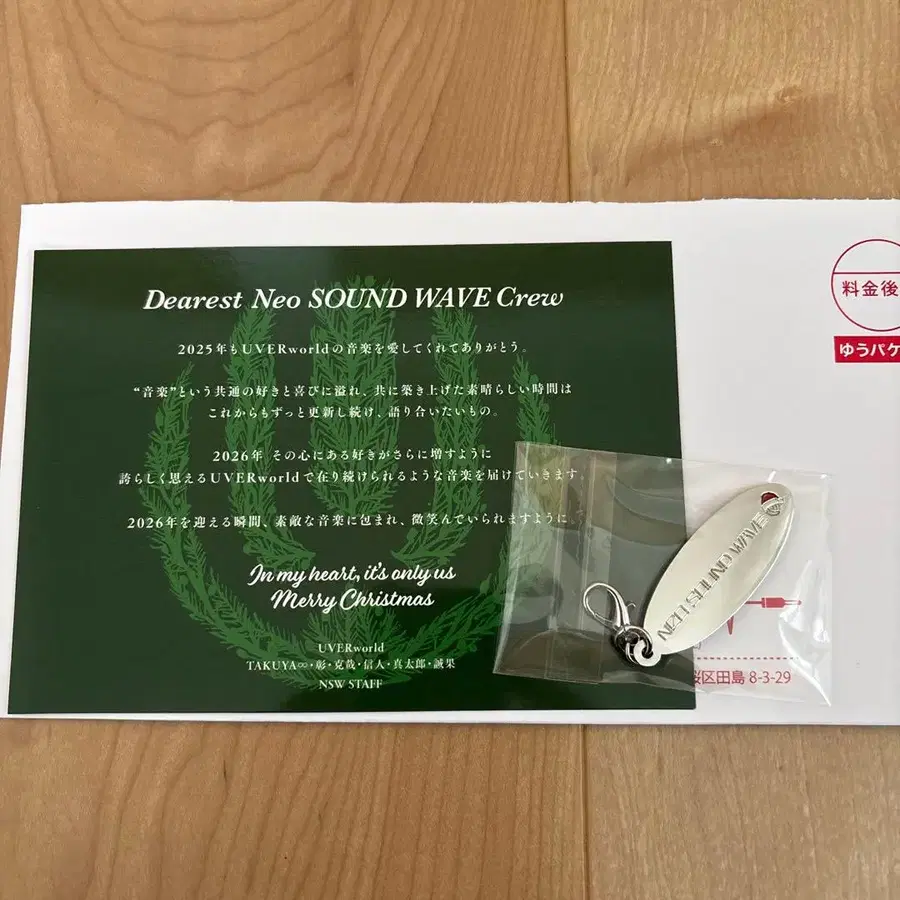 Dearest Neo SOUND WAVE Crew
2025年もUVERworldの音楽を愛してくれてありがとう。
“音楽”という共通の好きと喜びに溢れ、共に築き上げた素晴らしい時間は
これからもずっと更新し続け、語り合いたいもの。
2026年 その心にある好きがさらに増すように
誇らしく思えるUVERworldで在り続けられるような音楽を届けていきます。
2026年を迎える瞬間、素敵な音楽に包まれ、微笑んでいられますように。
In my heart, it's only us
Merry Christmas
UVERworld
TAKUYA∞・彰・克哉・信人・真太郎・誠果
NSW STAFF
料金後
ゆうパケ
NEO SOUND WAVE
桜区田島 8-3-29